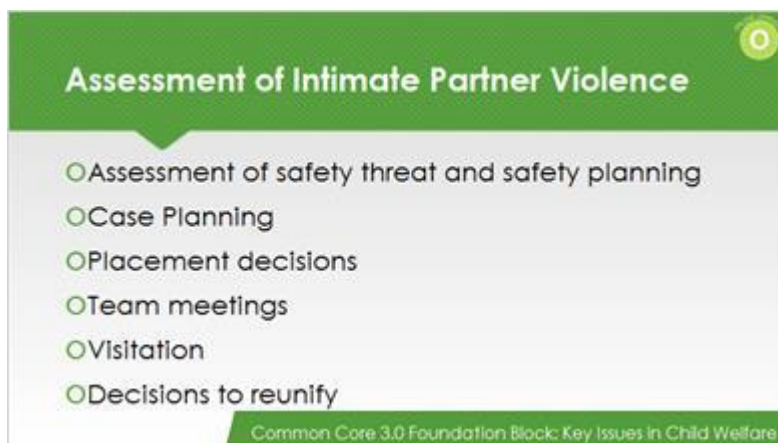 Assessment of Intimate Partner Violence
Assessment of safety threat and safety planning
Case Planning
Placement decisions
Team meetings
Visitation
Decisions to reunify
Common Core 3.0 Foundation Block: Key Issues in Child Welfare